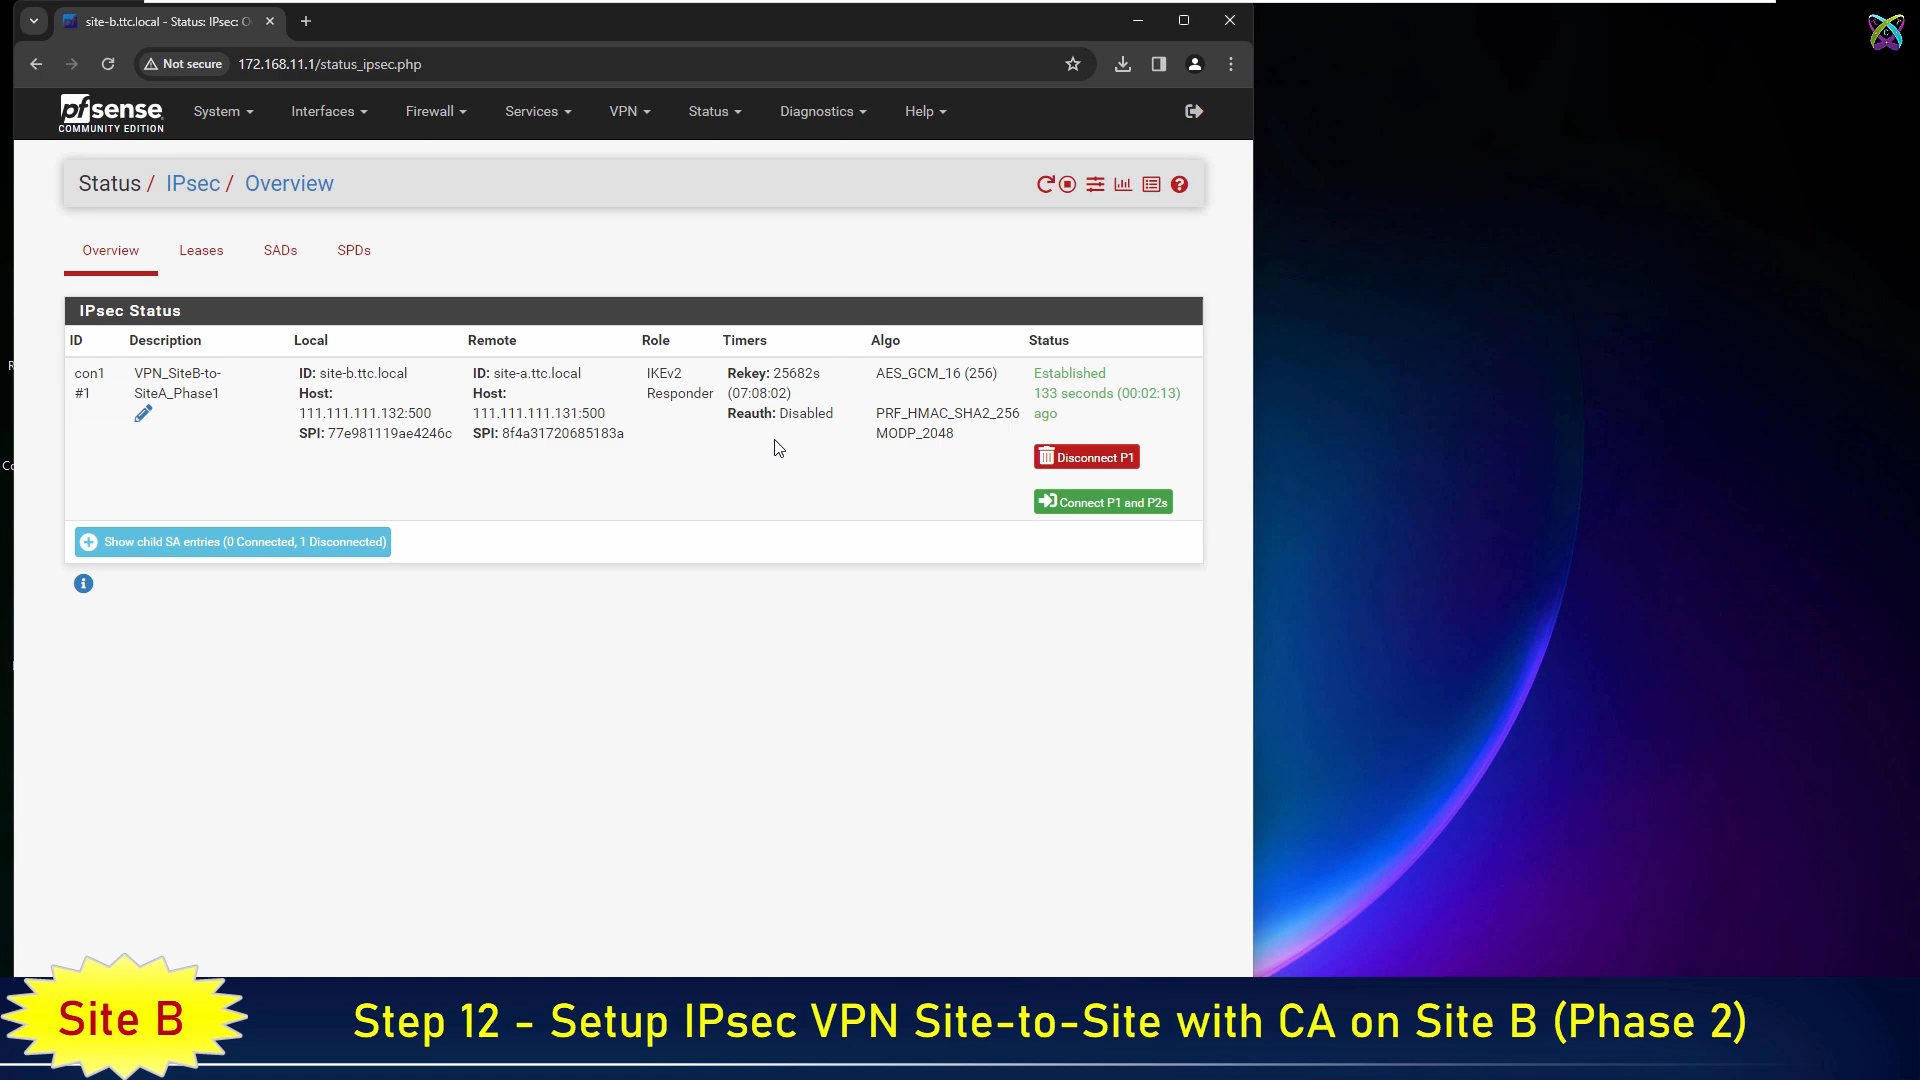 site-b.ttc.local - Status: IPsec: O
Not secure
172.168.11.1/status_ipsec.php
pfsense
COMMUNITY EDITION
System
Interfaces
Firewall
Services
VPN
Status
Diagnostics
Help
Status / IPsec / Overview
Overview
Leases
SADs
SPDs
IPsec Status
ID Description Local Remote Role Timers Algo Status
con1
#1
VPN_SiteB-to-
SiteA_Phase1
ID: site-b.ttc.local
Host:
111.111.111.132:500
SPI: 77e981119ae4246c
ID: site-a.ttc.local
Host:
111.111.111.131:500
SPI: 8f4a31720685183a
IKEv2
Responder
Rekey: 25682s
(07:08:02)
Reauth: Disabled
AES_GCM_16 (256)
PRF_HMAC_SHA2_256
MODP_2048
Established
133 seconds (00:02:13)
ago
Disconnect P1
Connect P1 and P2s
Show child SA entries (0 Connected, 1 Disconnected)
Site B
Step 12 - Setup IPsec VPN Site-to-Site with CA on Site B (Phase 2)